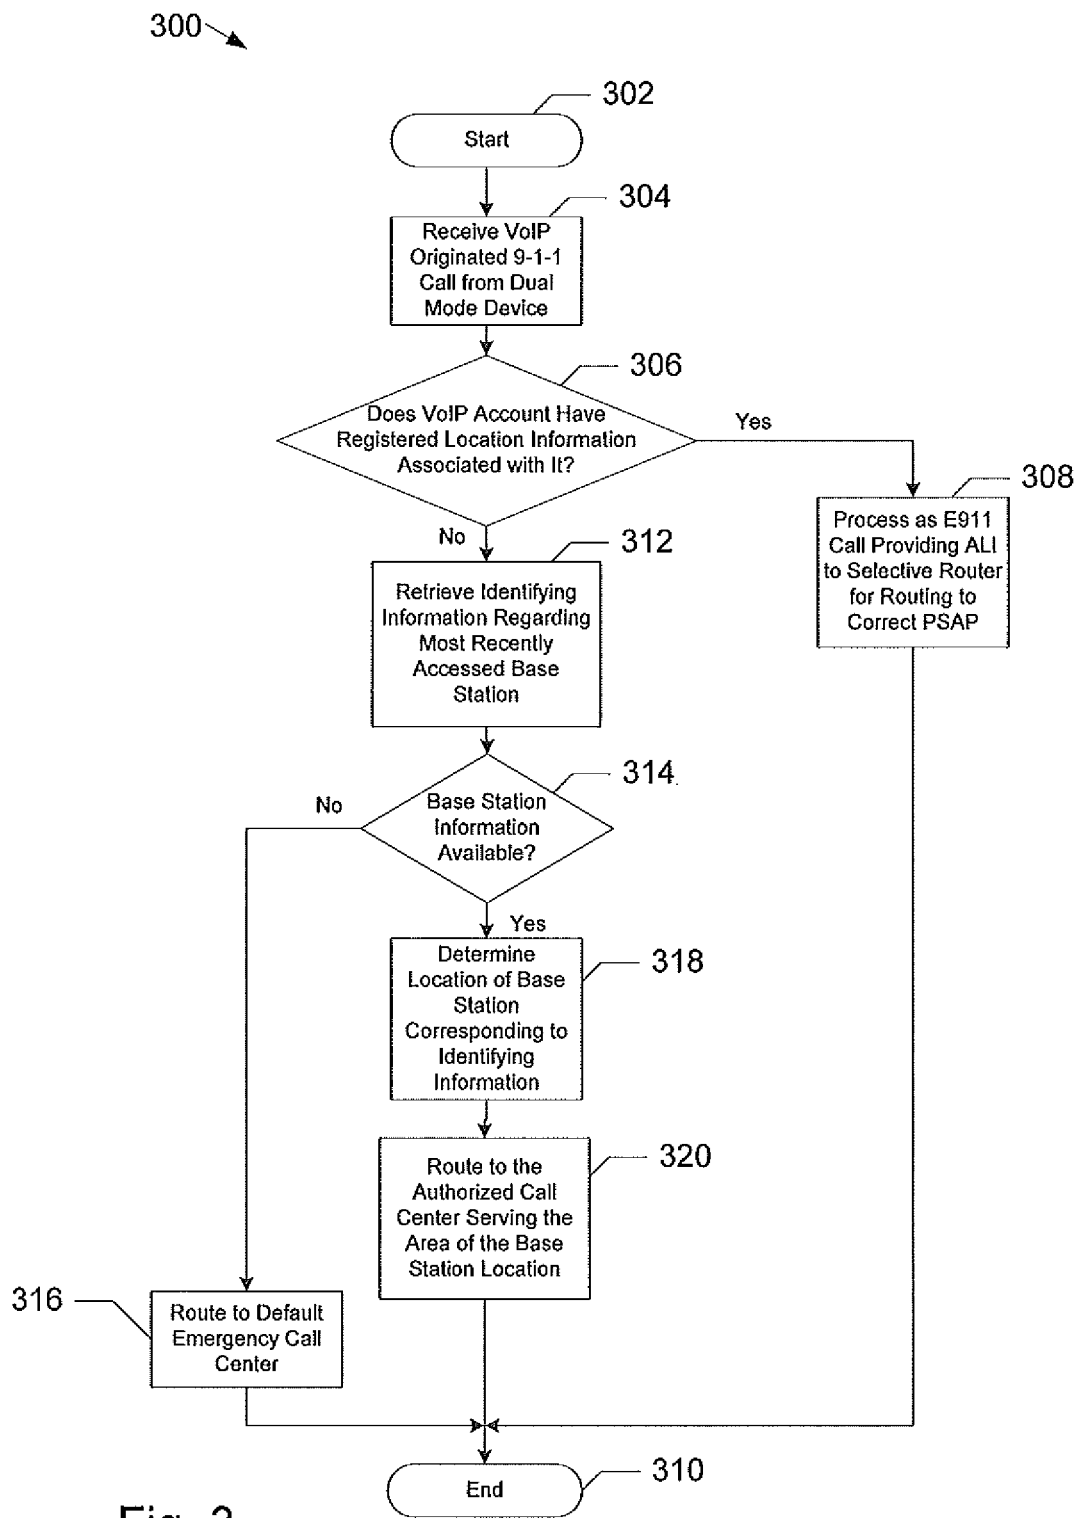 300
302
Start
304
Receive VoIP
Originated 9-1-1
Call from Dual
Mode Device
306
Does VoIP Account Have
Registered Location Information
Associated with It?
Yes
308
Process as E911
Call Providing ALI
to Selective Router
for Routing to
Correct PSAP
No
312
Retrieve Identifying
Information Regarding
Most Recently
Accessed Base
Station
314
Base Station
Information
Available?
No
Yes
318
Determine
Location of Base
Station
Corresponding to
Identifying
Information
320
Route to the
Authorized Call
Center Serving the
Area of the Base
Station Location
316
Route to Default
Emergency Call
Center
310
End
Fig. 3